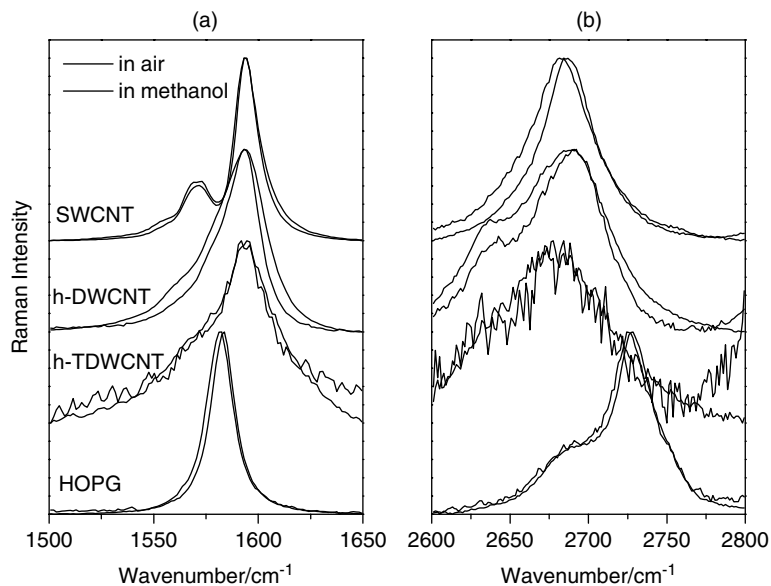 (a)
(b)
in air
in methanol
SWCNT
h-DWCNT
h-TDWCNT
HOPG
Raman Intensity
1500 1550 1600 1650
2600 2650 2700 2750 2800
Wavenumber/cm⁻¹
Wavenumber/cm⁻¹